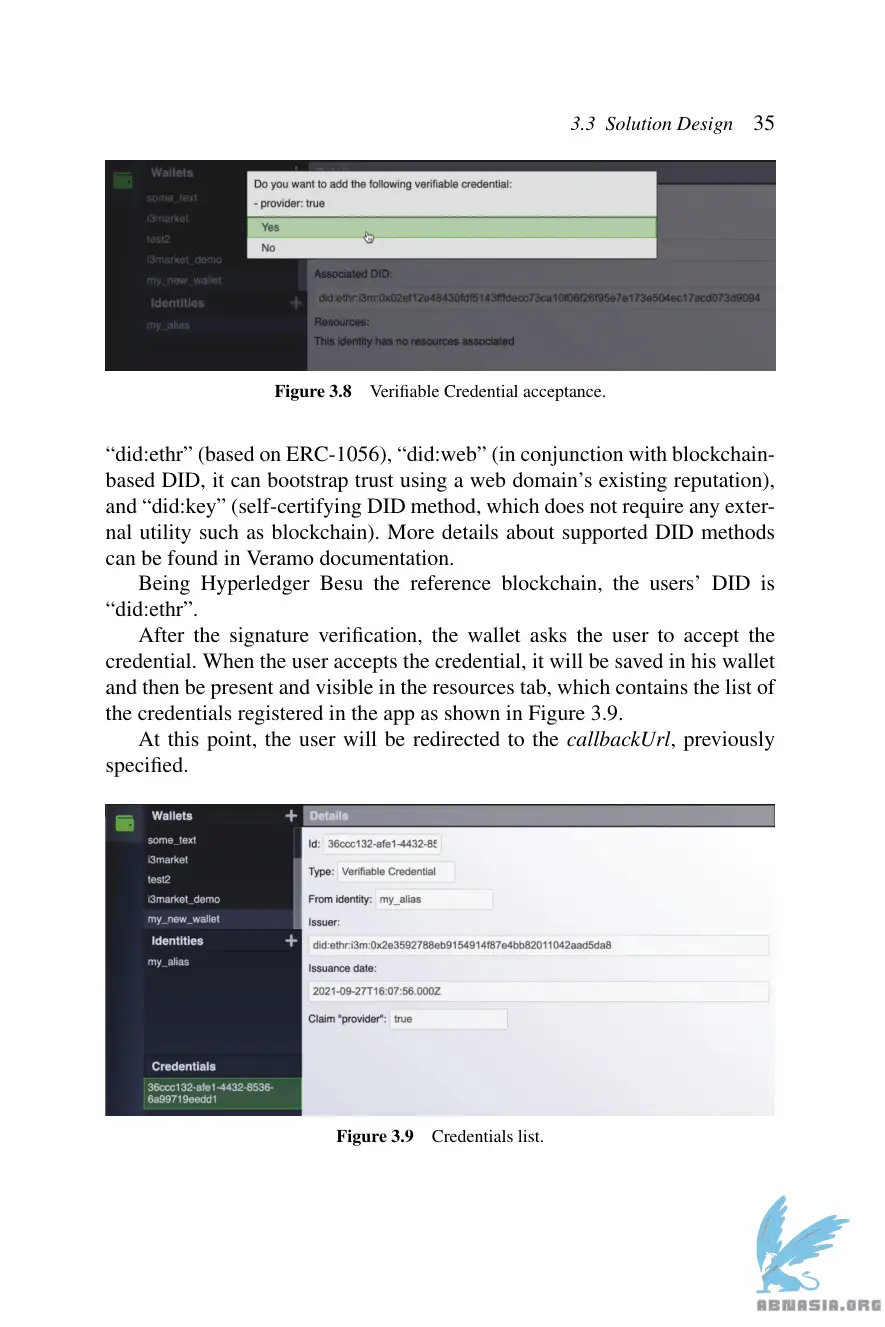 3.3 Solution Design 35
Wallets
some_text
i3market
test2
i3market_demo
my_new_wallet
Identities +
my_alias
Do you want to add the following verifiable credential:
- provider: true
Yes
No
Associated DID:
Resources:
This identity has no resources associated
Figure 3.8 Verifiable Credential acceptance.
“did:ethr” (based on ERC-1056), “did:web” (in conjunction with blockchain-
based DID, it can bootstrap trust using a web domain’s existing reputation),
and “did:key” (self-certifying DID method, which does not require any exter-
nal utility such as blockchain). More details about supported DID methods
can be found in Veramo documentation.
Being Hyperledger Besu the reference blockchain, the users’ DID is
“did:ethr”.
After the signature verification, the wallet asks the user to accept the
credential. When the user accepts the credential, it will be saved in his wallet
and then be present and visible in the resources tab, which contains the list of
the credentials registered in the app as shown in Figure 3.9.
At this point, the user will be redirected to the callbackUrl, previously
specified.
Wallets +
some_text
i3market
test2
i3market_demo
my_new_wallet
Identities +
my_alias
Credentials
36ccc132-afe1-4432-8536-
6a99719eedd1
Details
Id: 36ccc132-afe1-4432-85
Type: Verifiable Credential
From identity: my_alias
Issuer:
did:ethr:i3m:0x2e3592788eb9154914f87e4bb82011042aad5da8
Issuance date:
2021-09-27T16:07:56.000Z
Claim "provider": true
Figure 3.9 Credentials list.
ABNASIA.ORG